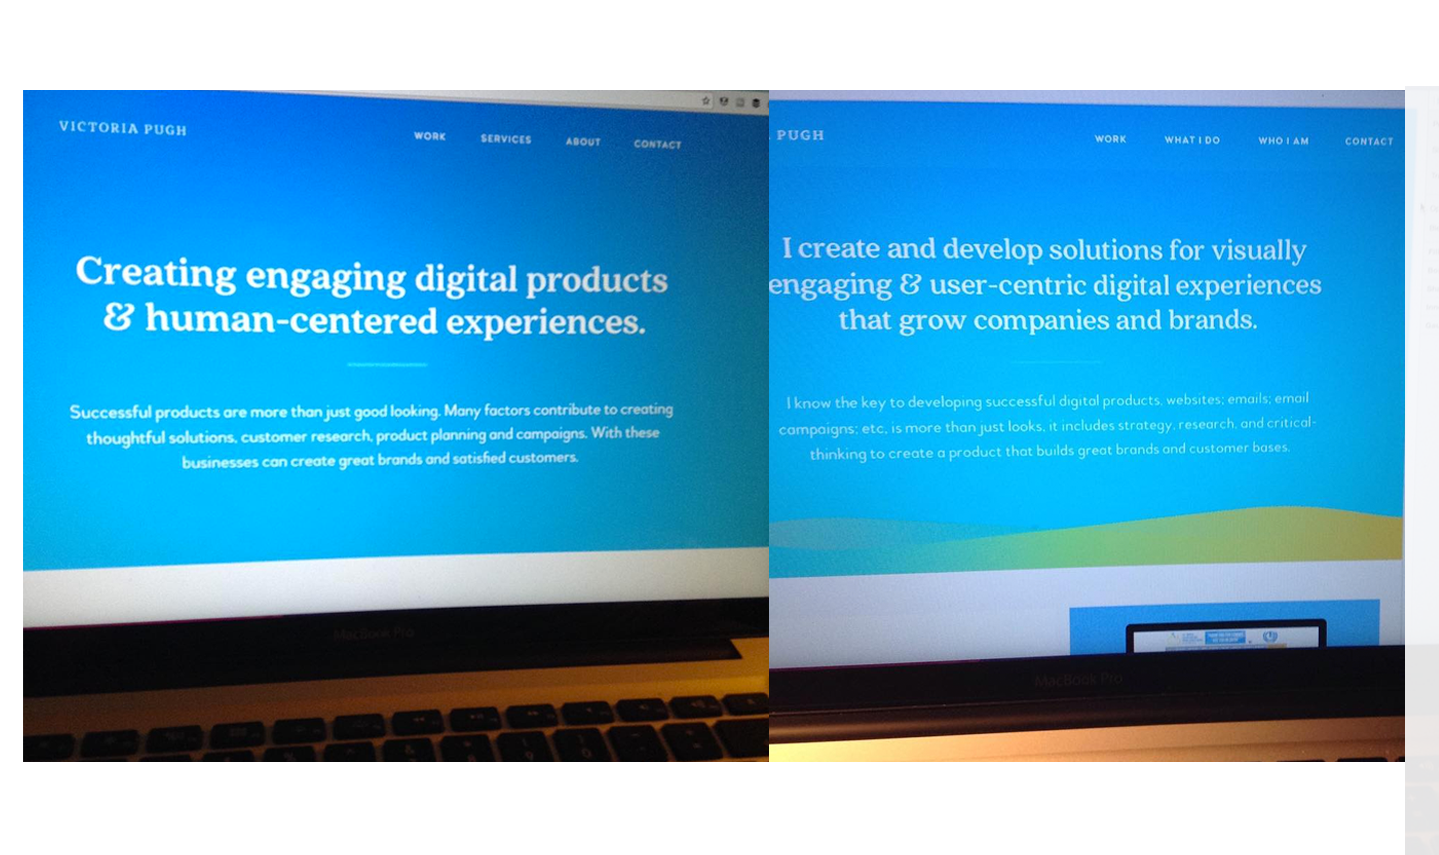 VICTORIA PUGH
WORK SERVICES ABOUT CONTACT
Creating engaging digital products
& human-centered experiences.
Successful products are more than just good looking. Many factors contribute to creating
thoughtful solutions, customer research, product planning and campaigns. With these
businesses can create great brands and satisfied customers.
MacBook Pro
PUGH
WORK WHAT I DO WHO I AM CONTACT
I create and develop solutions for visually
engaging & user-centric digital experiences
that grow companies and brands.
I know the key to developing successful digital products, websites; emails; email
campaigns; etc, is more than just looks, it includes strategy, research, and critical-
thinking to create a product that builds great brands and customer bases.
MacBook Pro